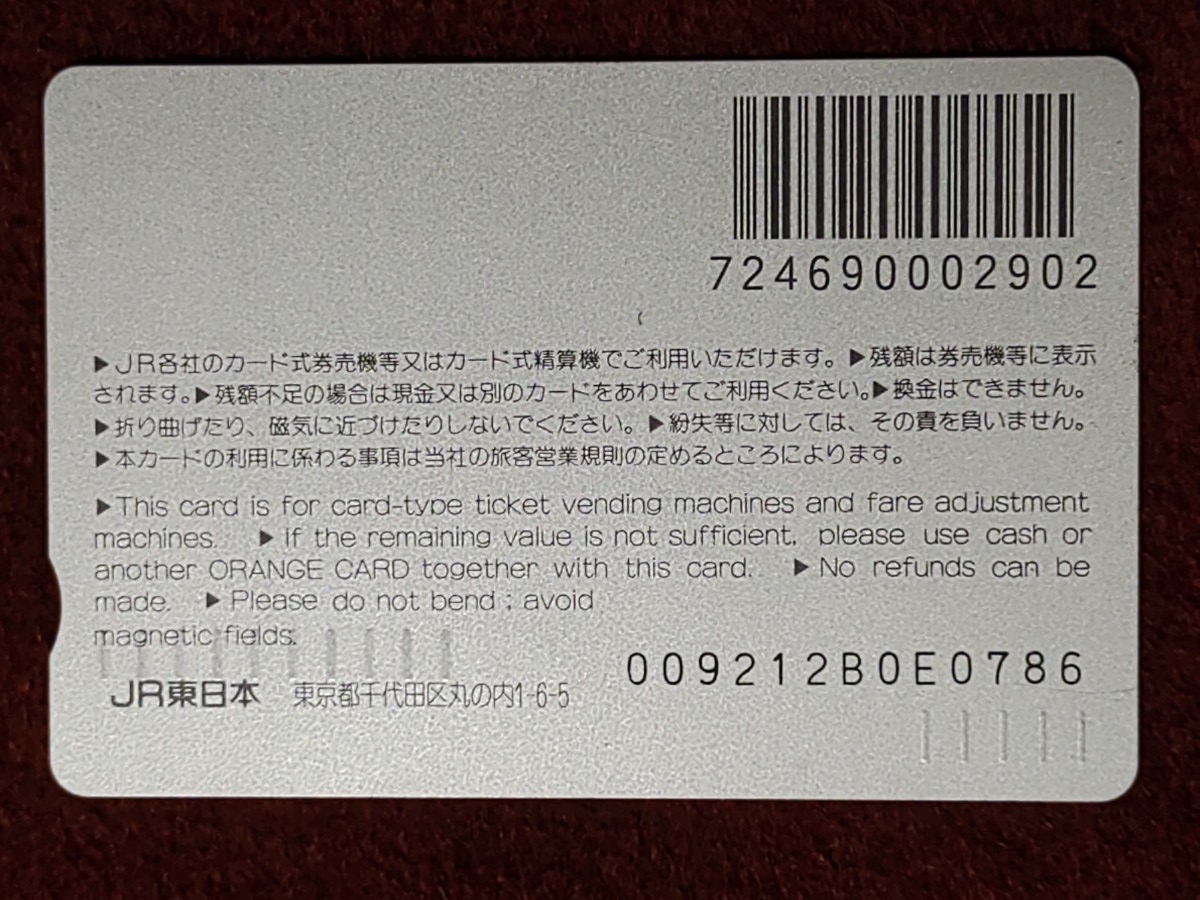 724690002902
▶JR各社のカード式券売機等又はカード式精算機でご利用いただけます。▶残額は券売機等に表示
されます。▶残額不足の場合は現金又は別のカードをあわせてご利用ください。▶換金はできません。
▶折り曲げたり、磁気に近づけたりしないでください。▶紛失等に対しては、その責を負いません。
▶本カードの利用に係わる事項は当社の旅客営業規則の定めるところによります。
▶This card is for card-type ticket vending machines and fare adjustment
machines. ▶If the remaining value is not sufficient, please use cash or
another ORANGE CARD together with this card. ▶No refunds can be
made. ▶Please do not bend; avoid
magnetic fields.
009212B0E0786
JR東日本 東京都千代田区丸の内1-6-5